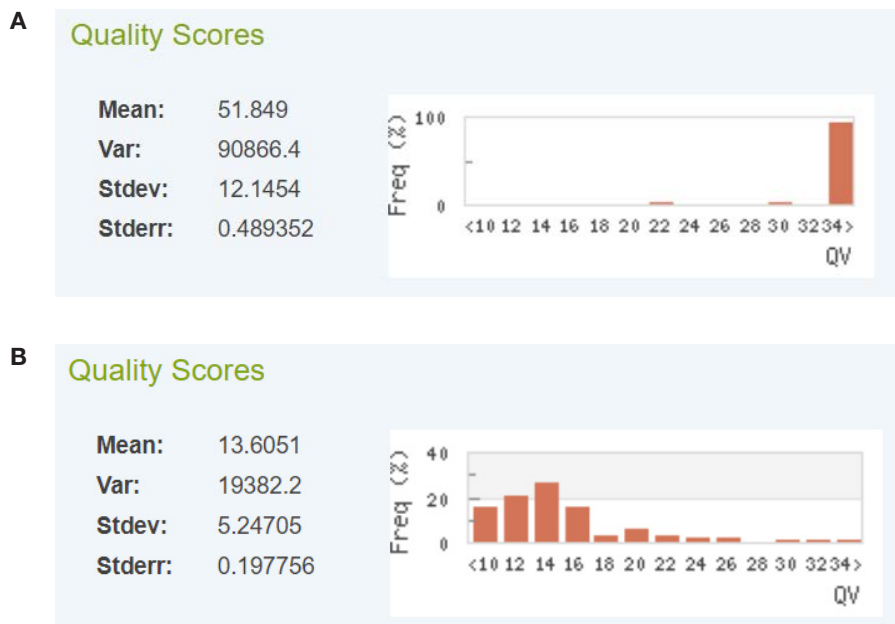 A
Quality Scores
Mean: 51.849
Var: 90866.4
Stdev: 12.1454
Stderr: 0.489352
Freq (%)
100
0
<10 12 14 16 18 20 22 24 26 28 30 32 34>
QV
B
Quality Scores
Mean: 13.6051
Var: 19382.2
Stdev: 5.24705
Stderr: 0.197756
Freq (%)
40
20
0
<10 12 14 16 18 20 22 24 26 28 30 32 34>
QV